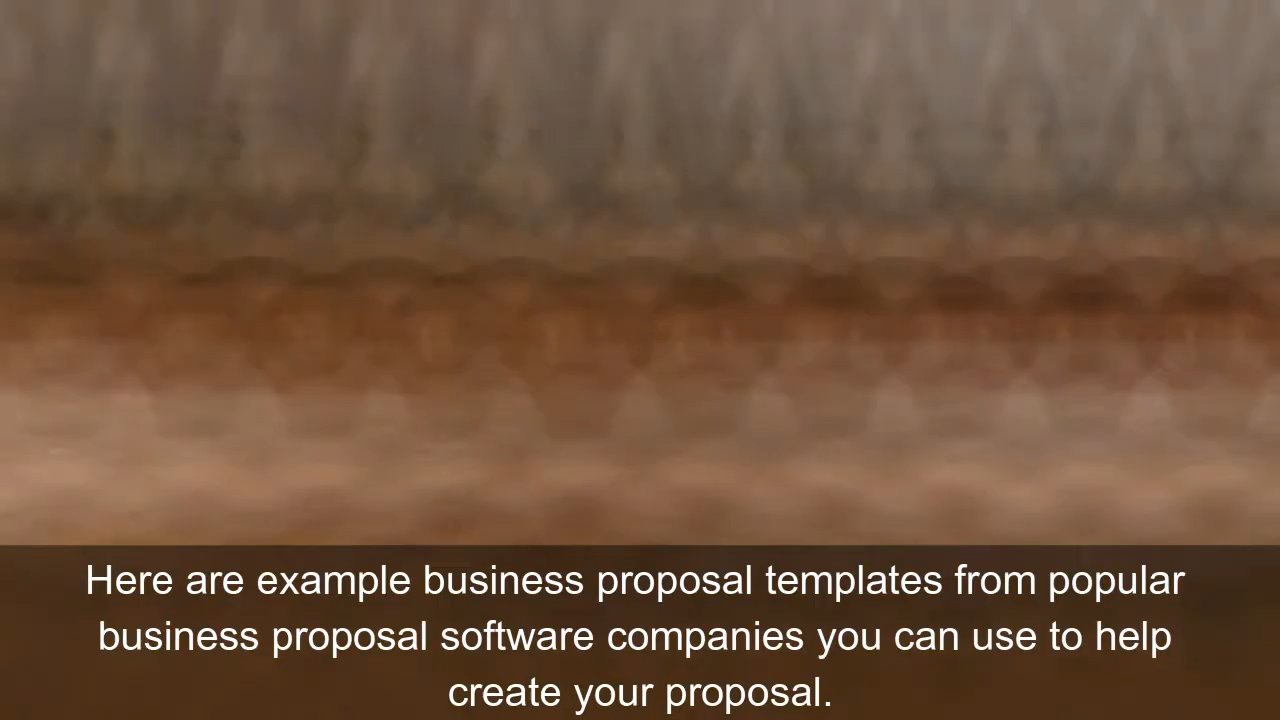 Here are example business proposal templates from popular
business proposal software companies you can use to help
create your proposal.